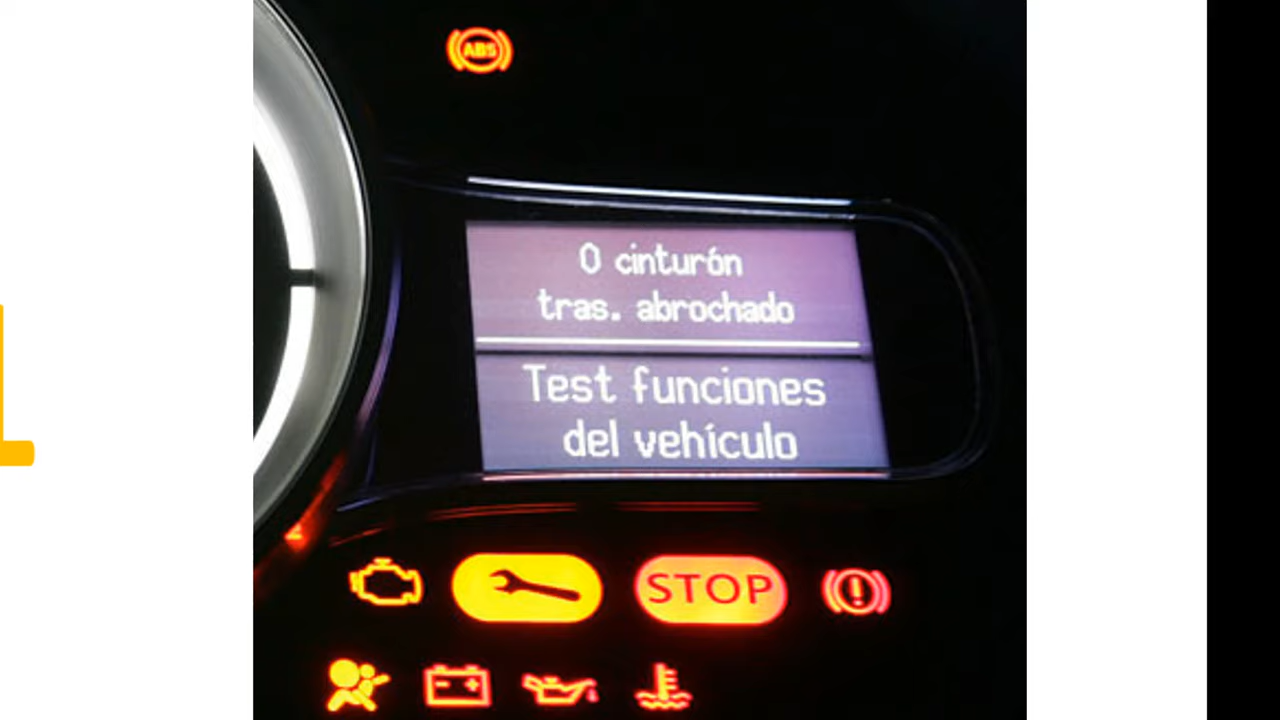 ABS
0 cinturón
tras. abrochado
Test funciones
del vehículo
STOP